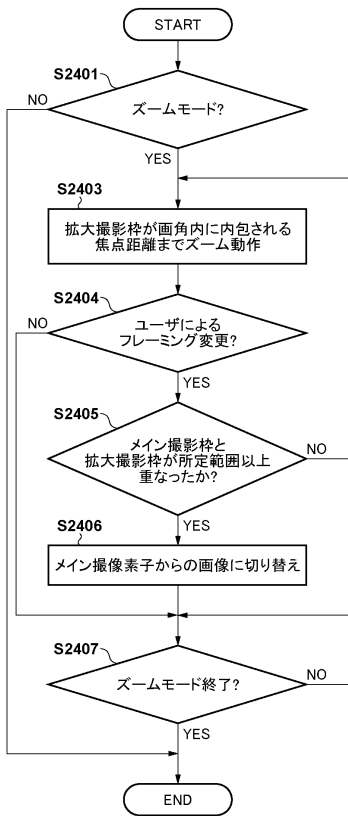 START
S2401
NO
ズームモード?
YES
S2403
拡大撮影枠が画角内に内包される
焦点距離までズーム動作
S2404
NO
ユーザによる
フレーミング変更?
YES
S2405
メイン撮影枠と
拡大撮影枠が所定範囲以上
重なったか?
NO
YES
S2406
メイン撮像素子からの画像に切り替え
S2407
ズームモード終了?
NO
YES
END